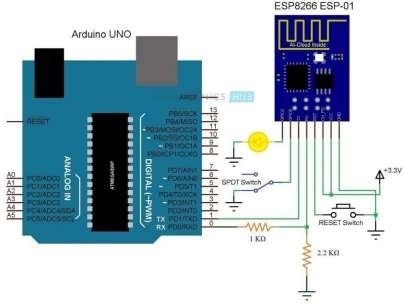 Arduino UNO
ESP8266 ESP-01
AI-Cloud Inside
AREF
RESET
13
PB5/SCK
12
PB4/MISO
11
~ PB3/MOSI/OC2A
10
~ PB2/SS/OC1B
9
~ PB1/OC1A
8
PB0/ICP1/CLKO
7
PD7/AIN1
6
~ PD6/AIN0
5
~ PD5/T1
4
PD4/T0/XCK
3
~ PD3/INT1
2
PD2/INT0
TX
PD1/TXD
1
RX
PD0/RXD
0
A0
PC0/ADC0
A1
PC1/ADC1
A2
PC2/ADC2
A3
PC3/ADC3
A4
PC4/ADC4/SDA
A5
PC5/ADC5/SCL
ANALOG IN
ATMEGA328P
DIGITAL (~PWM)
SPDT Switch
+3.3V
RESET Switch
1 KΩ
2.2 KΩ